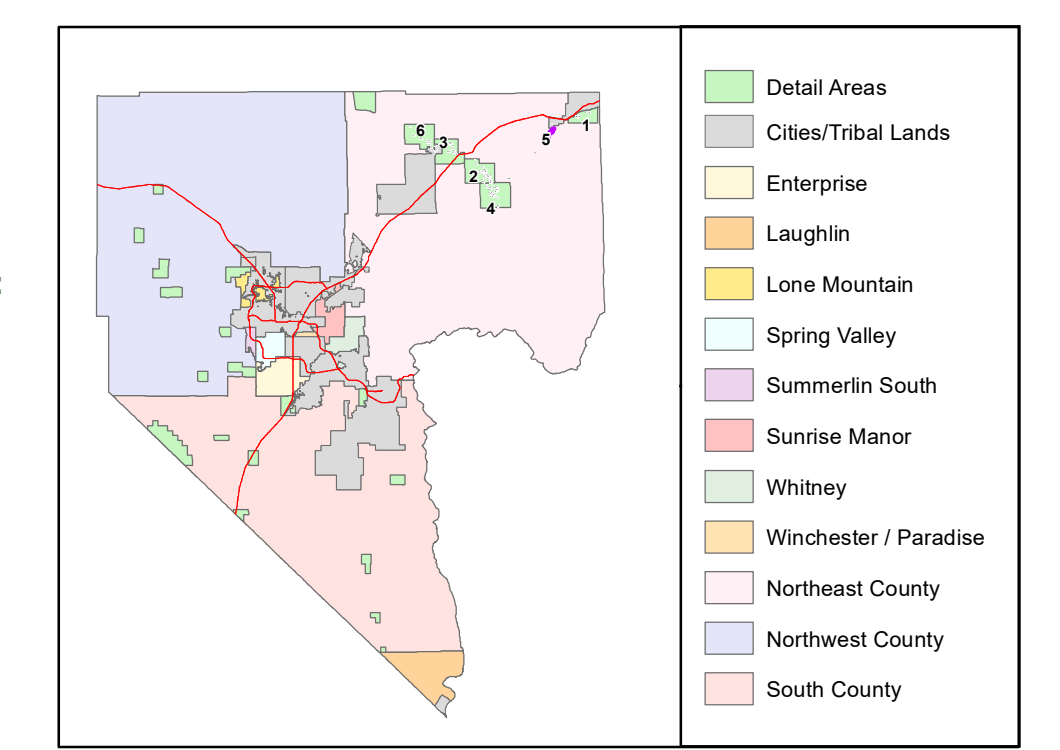 Detail Areas
Cities/Tribal Lands
Enterprise
Laughlin
Lone Mountain
Spring Valley
Summerlin South
Sunrise Manor
Whitney
Winchester / Paradise
Northeast County
Northwest County
South County
1
6
5
3
2
4